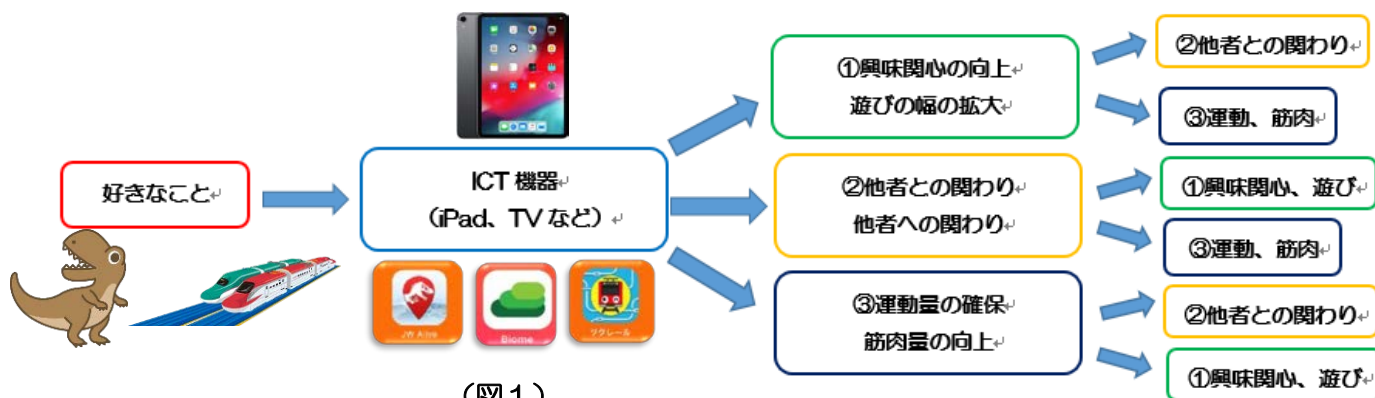 好きなこと
ICT 機器
（iPad、TV など）
JW Alive
Biome
ツクレール
①興味関心の向上
遊びの幅の拡大
②他者との関わり
他者への関わり
③運動量の確保
筋肉量の向上
②他者との関わり
③運動、筋肉
①興味関心、遊び
③運動、筋肉
②他者との関わり
①興味関心、遊び
（図１）